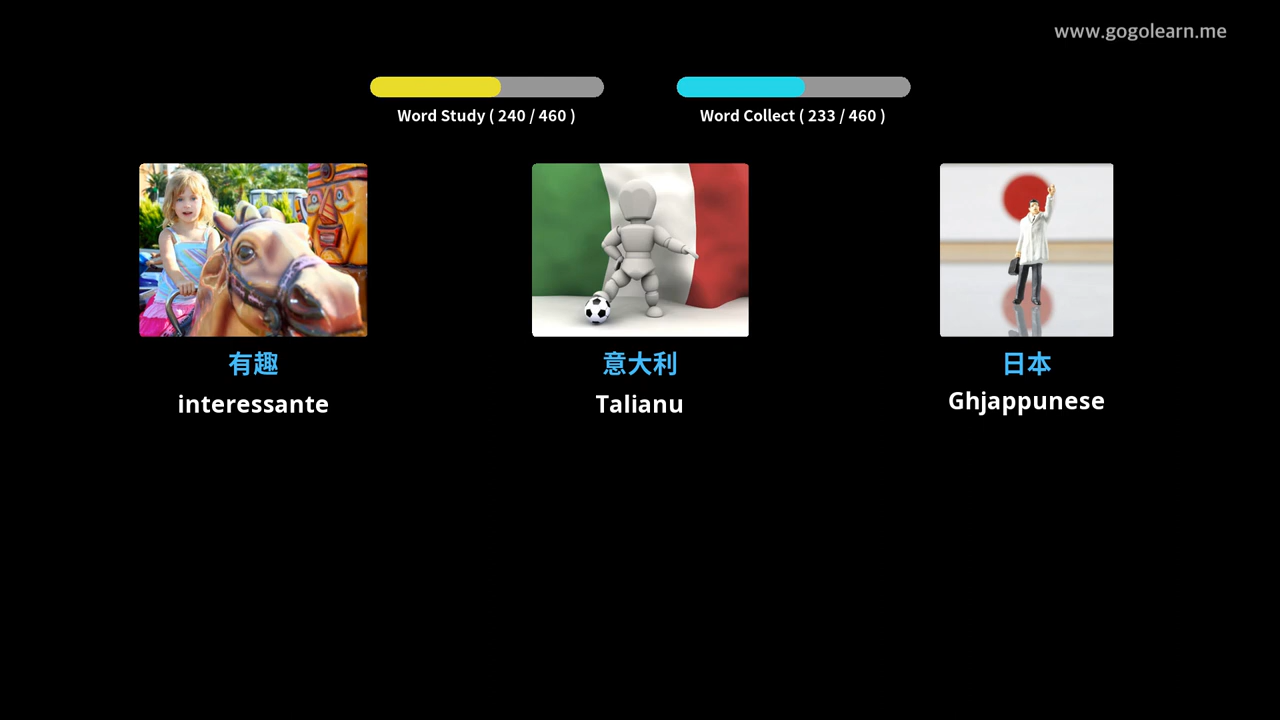 www.gogolearn.me
Word Study ( 240 / 460 )
Word Collect ( 233 / 460 )
有趣
意大利
日本
interessante
Talianu
Ghjappunese